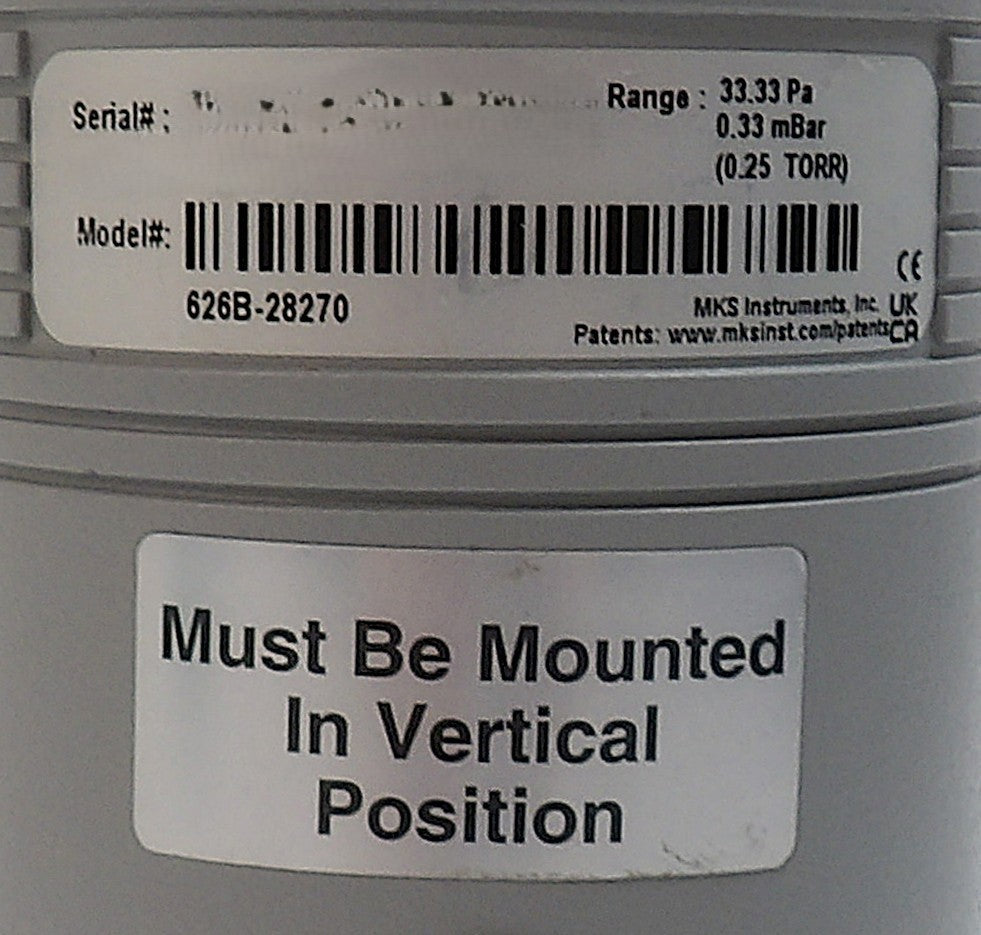 Serial# :
Range : 33.33 Pa
0.33 mBar
(0.25 TORR)
Model#:
626B-28270
CE
MKS Instruments, Inc. UK
Patents: www.mksinst.com/patents CA
Must Be Mounted
In Vertical
Position